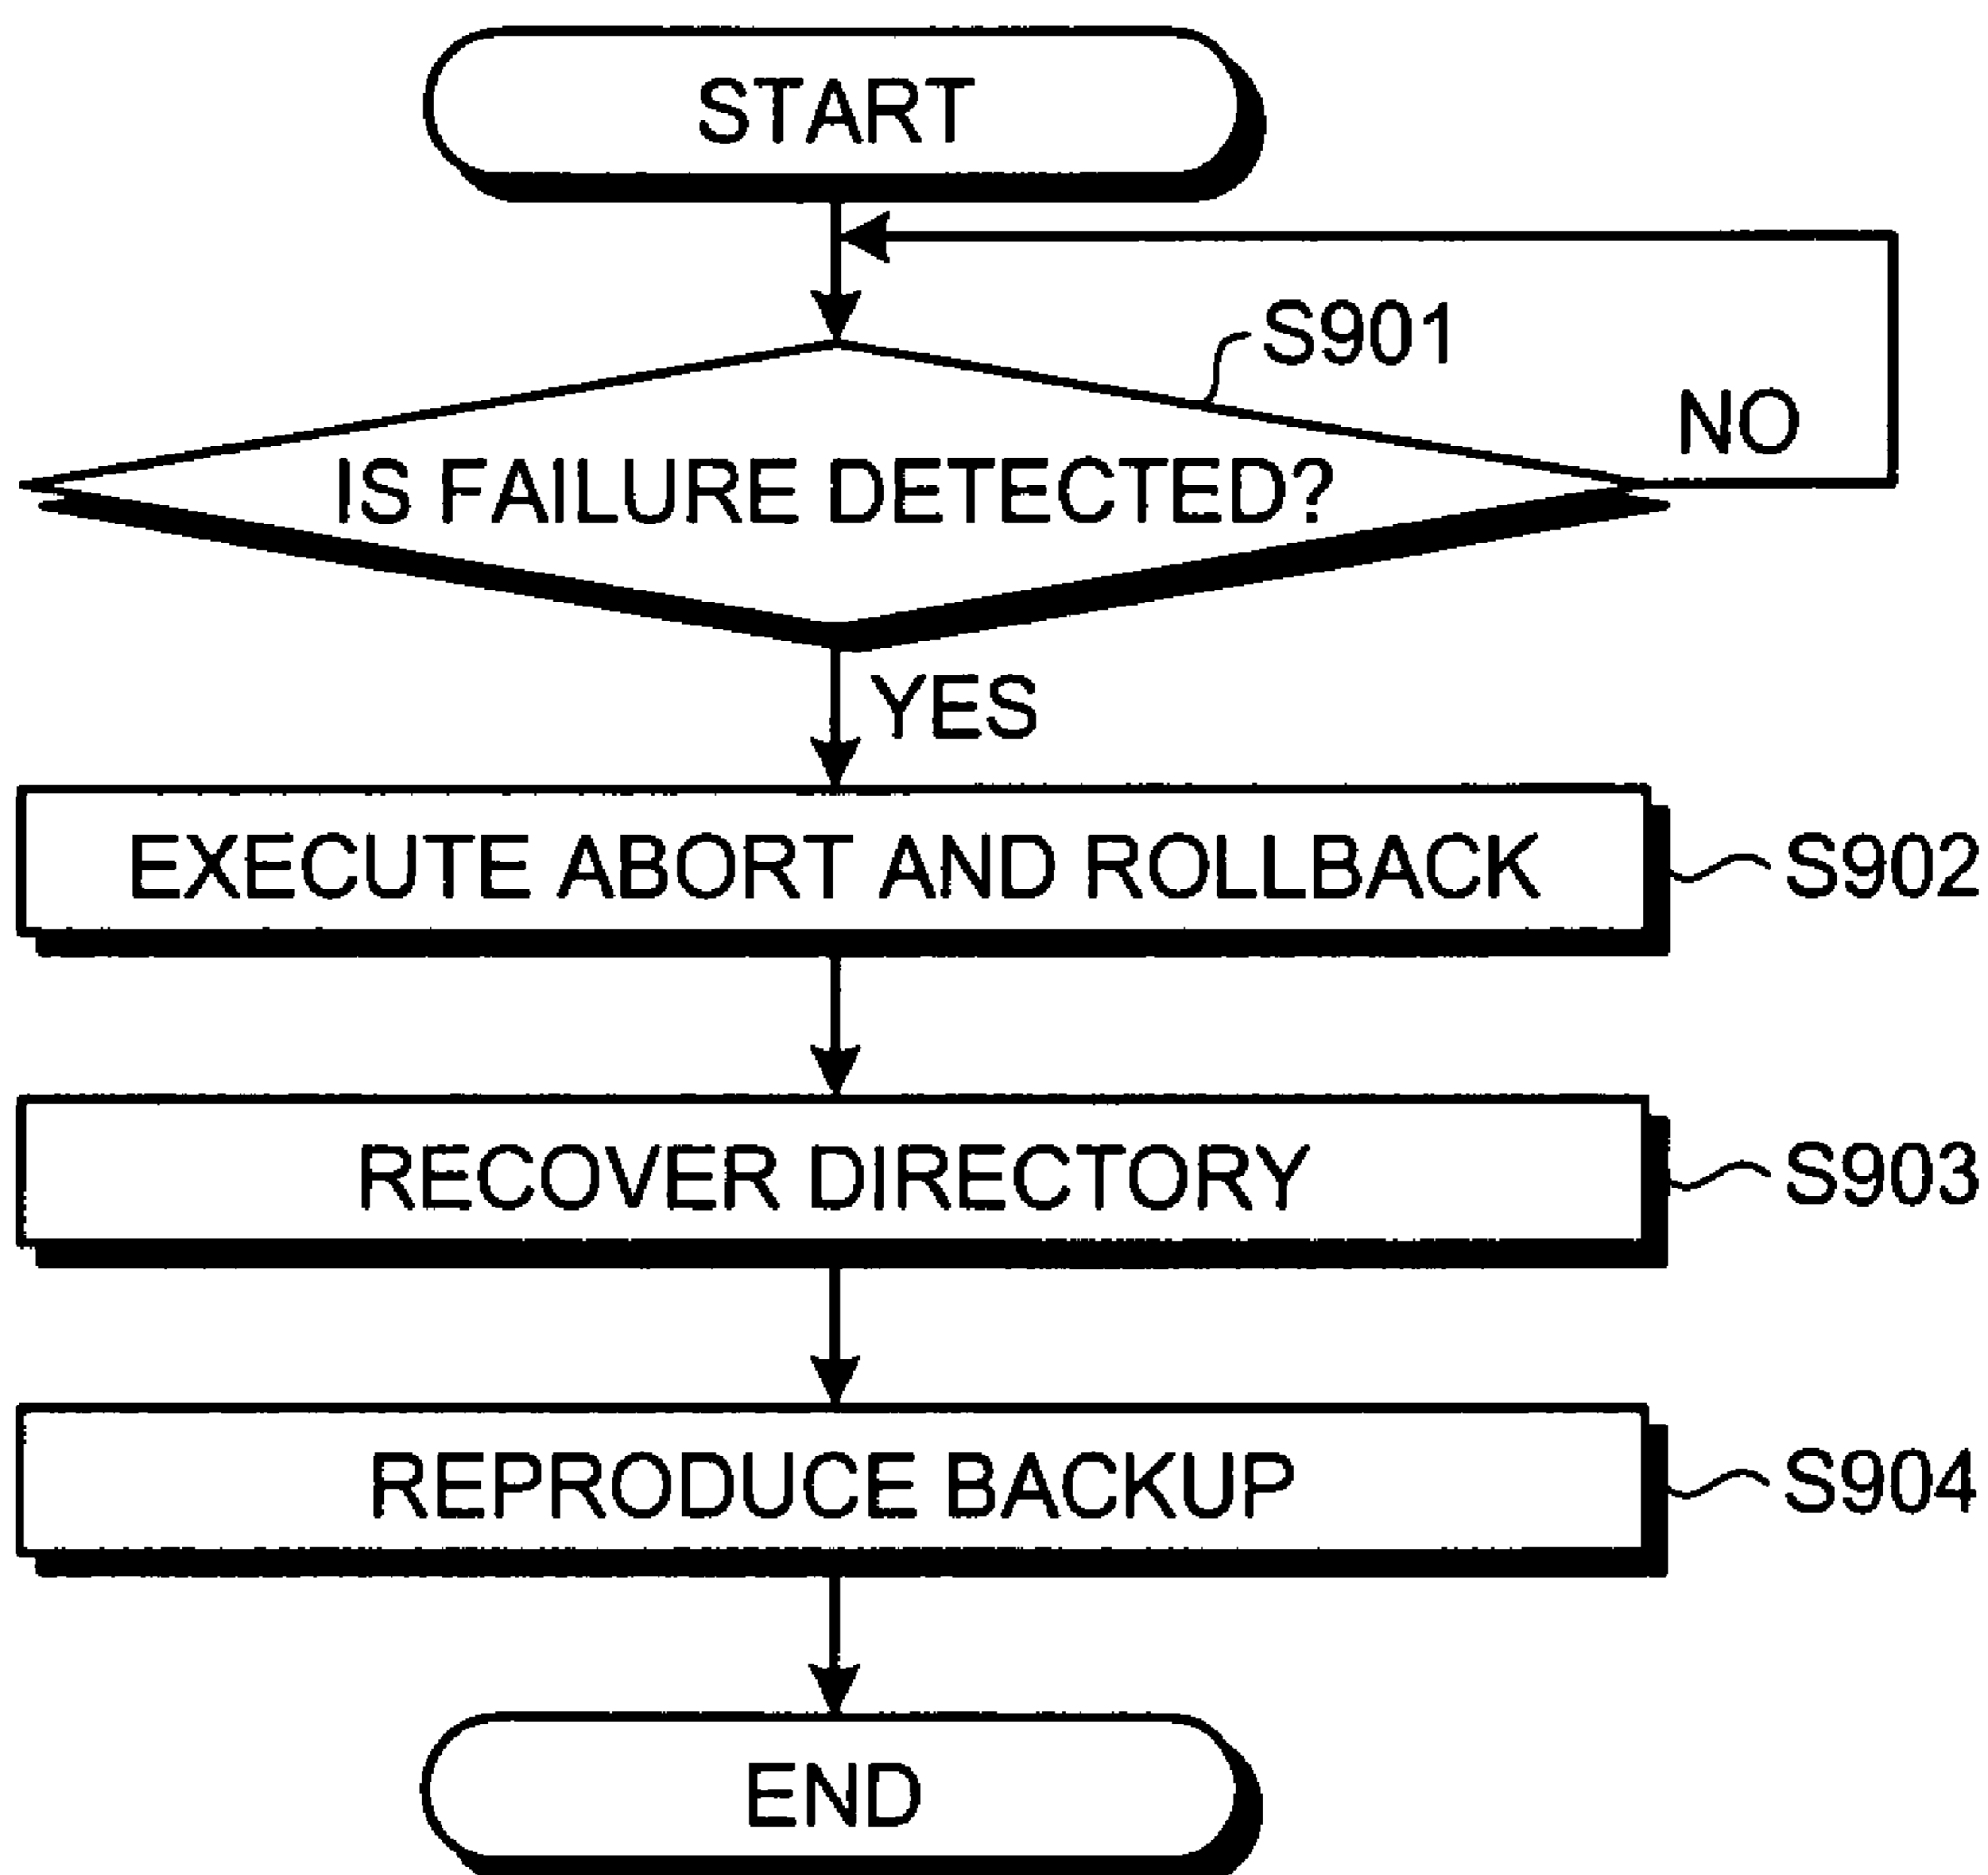 START
S901
NO
IS FAILURE DETECTED?
YES
EXECUTE ABORT AND ROLLBACK
S902
RECOVER DIRECTORY
S903
REPRODUCE BACKUP
S904
END